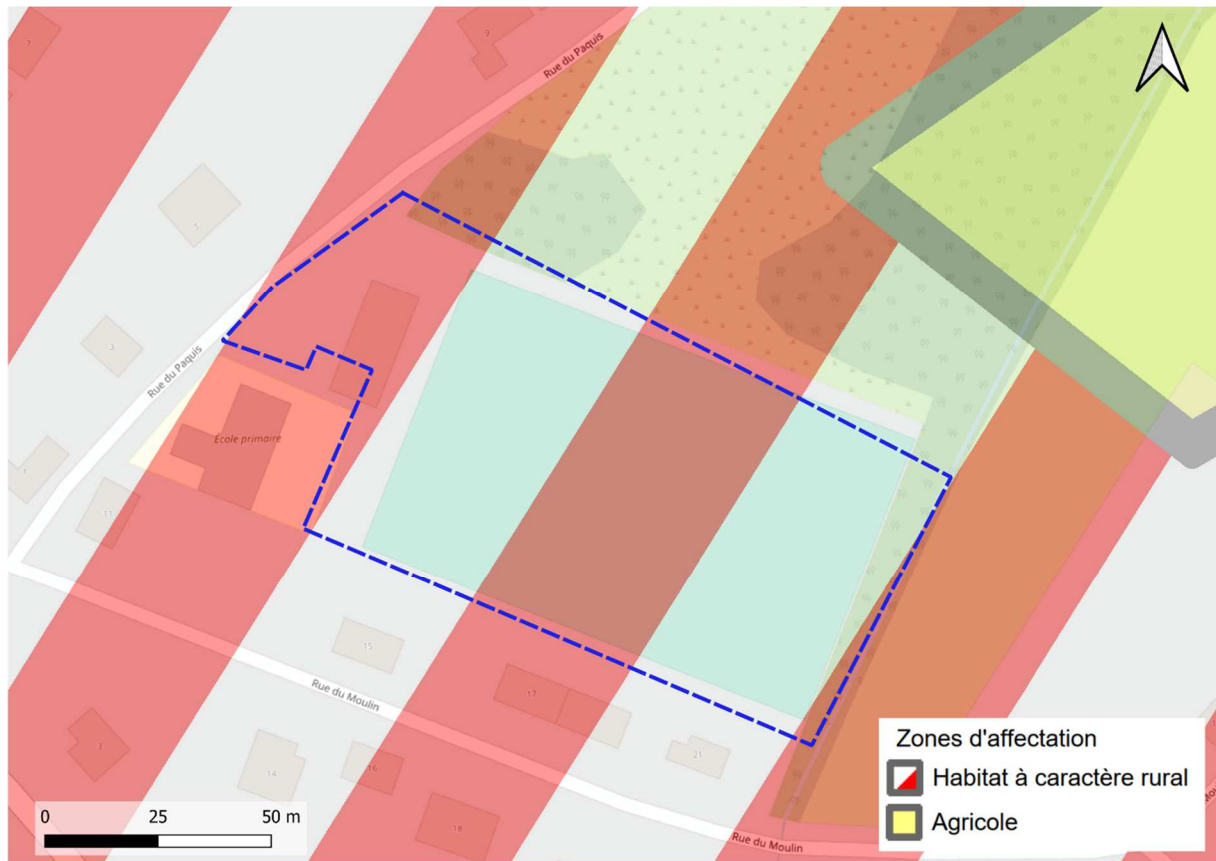 7
9
Rue du Paquis
5
3
Rue du Paquis
École primaire
1
11
15
Rue du Moulin
17
21
3
14
16
18
Rue du Moulin
0 25 50 m
Zones d'affectation
Habitat à caractère rural
Agricole